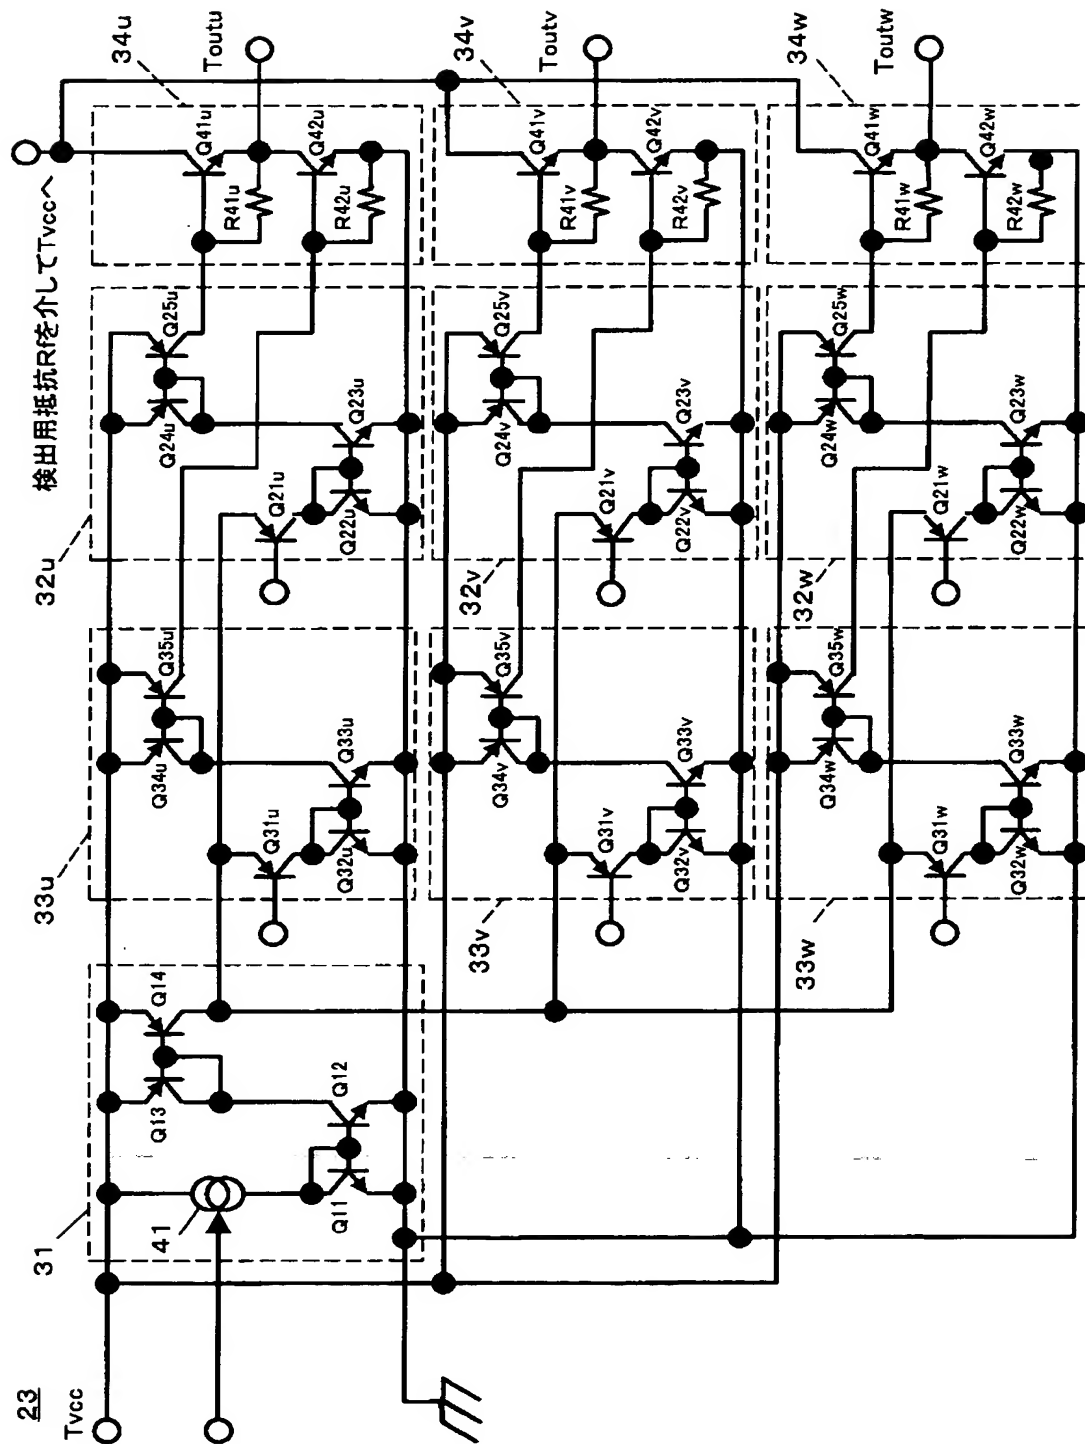 23
Tvcc
31
41
Q11
Q12
Q13
Q14
33u
Q31u
Q32u
Q33u
Q34u
Q35u
32u
Q21u
Q22u
Q23u
Q24u
Q25u
検出用抵抗Rfを介してTvccへ
34u
Q41u
Q42u
R41u
R42u
Toutu
33v
Q31v
Q32v
Q33v
Q34v
Q35v
32v
Q21v
Q22v
Q23v
Q24v
Q25v
34v
Q41v
Q42v
R41v
R42v
Toutv
33w
Q31w
Q32w
Q33w
Q34w
Q35w
32w
Q21w
Q22w
Q23w
Q24w
Q25w
34w
Q41w
Q42w
R41w
R42w
Toutw